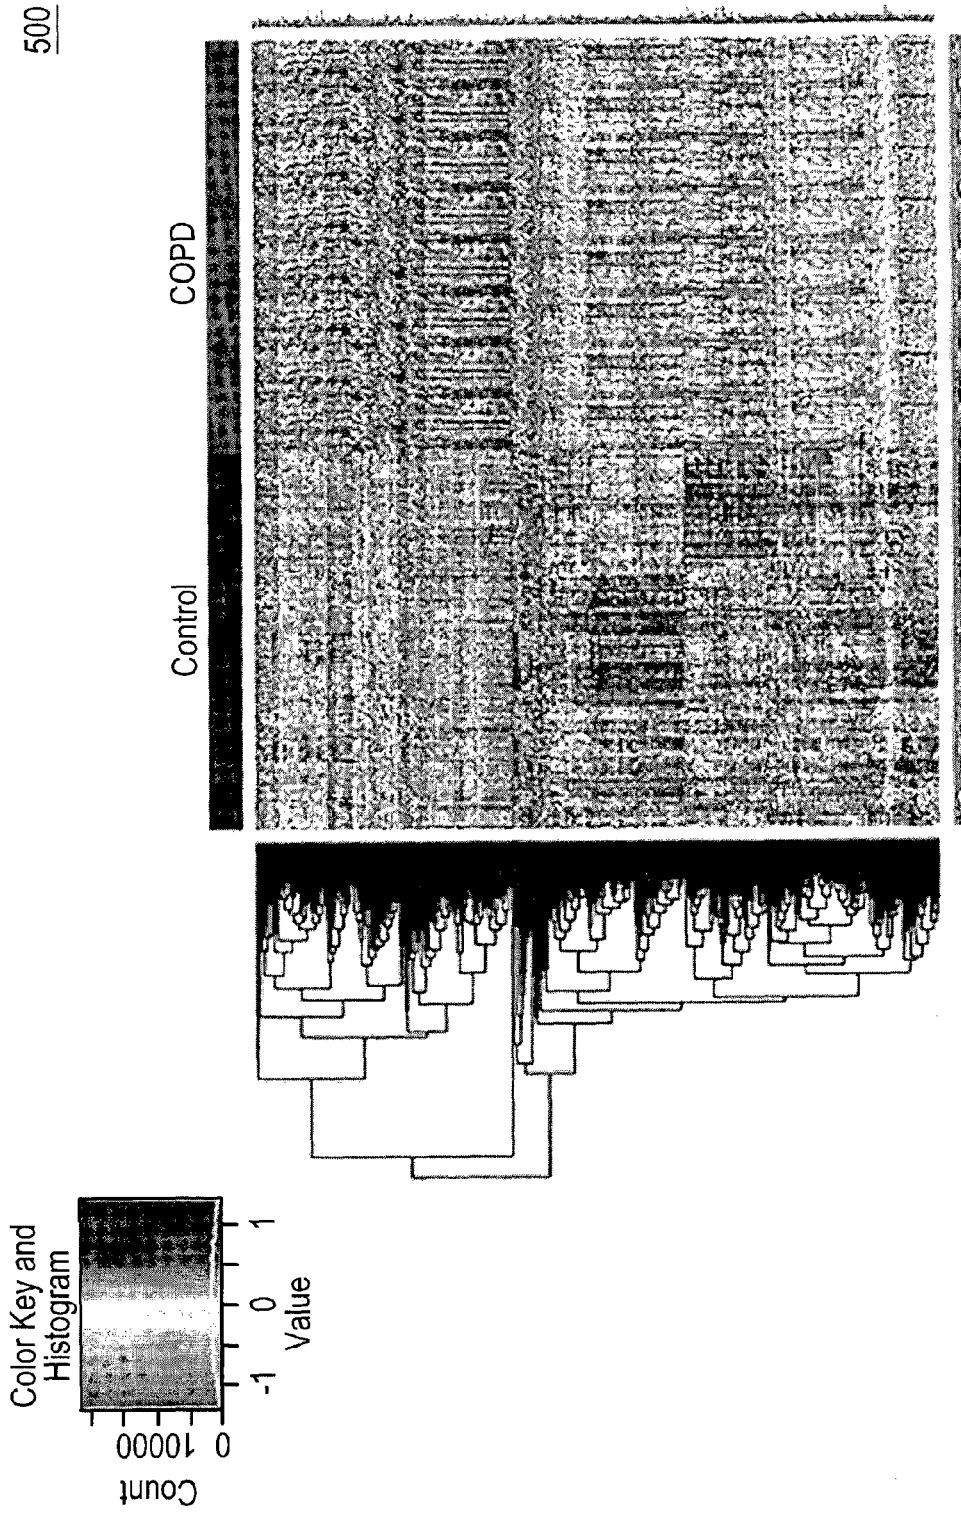 500
COPD
Control
Color Key and
Histogram
-1 0 1
Value
0 10000
Count